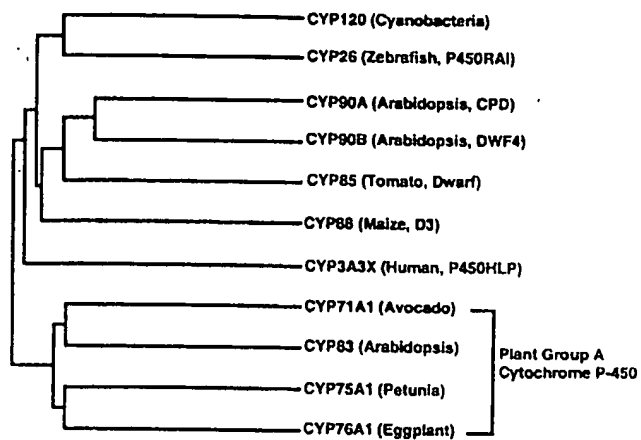 CYP120 (Cyanobacteria)
CYP26 (Zebrafish, P450RAI)
CYP90A (Arabidopsis, CPD)
CYP90B (Arabidopsis, DWF4)
CYP85 (Tomato, Dwarf)
CYP88 (Maize, D3)
CYP3A3X (Human, P450HLP)
CYP71A1 (Avocado)
CYP83 (Arabidopsis)
CYP75A1 (Petunia)
CYP76A1 (Eggplant)
Plant Group A
Cytochrome P-450